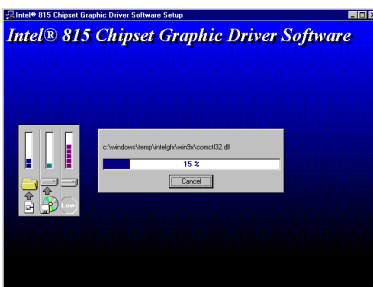 Intel® 815 Chipset Graphic Driver Software Setup
Intel® 815 Chipset Graphic Driver Software
c:\windows\temp\intelgfx\win9x\comctl32.dll
15 %
Cancel
Low